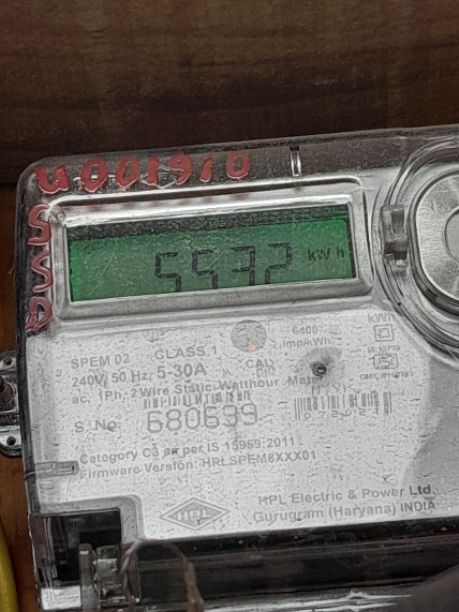 U001910
5532 kWh
SPEM 02 CLASS 1 CAL 6400 imp/kWh
240V, 50 Hz, 5-30A
ac, 1Ph, 2 Wire Static Watthour Meter
S. No. 680639
Category C3 as per IS 15959:2011
Firmware Version: HRLSPEM6XXX01
HPL
HPL Electric & Power Ltd.
Gurugram (Haryana) INDIA